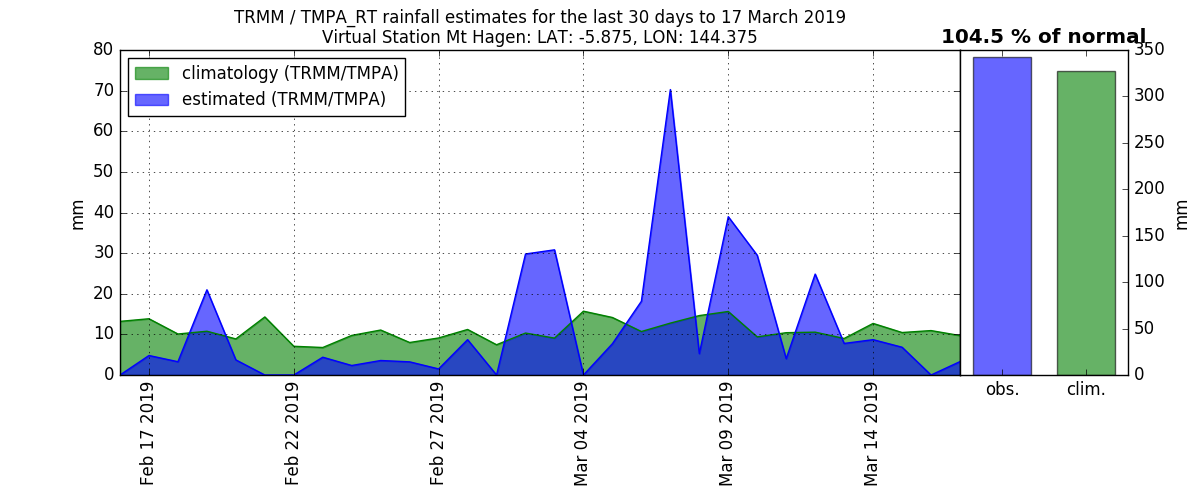 TRMM / TMPA_RT rainfall estimates for the last 30 days to 17 March 2019
Virtual Station Mt Hagen: LAT: -5.875, LON: 144.375
104.5 % of normal
climatology (TRMM/TMPA)
estimated (TRMM/TMPA)
80
70
60
50
40
30
20
10
0
mm
Feb 17 2019
Feb 22 2019
Feb 27 2019
Mar 04 2019
Mar 09 2019
Mar 14 2019
obs.
clim.
350
300
250
200
150
100
50
0
mm